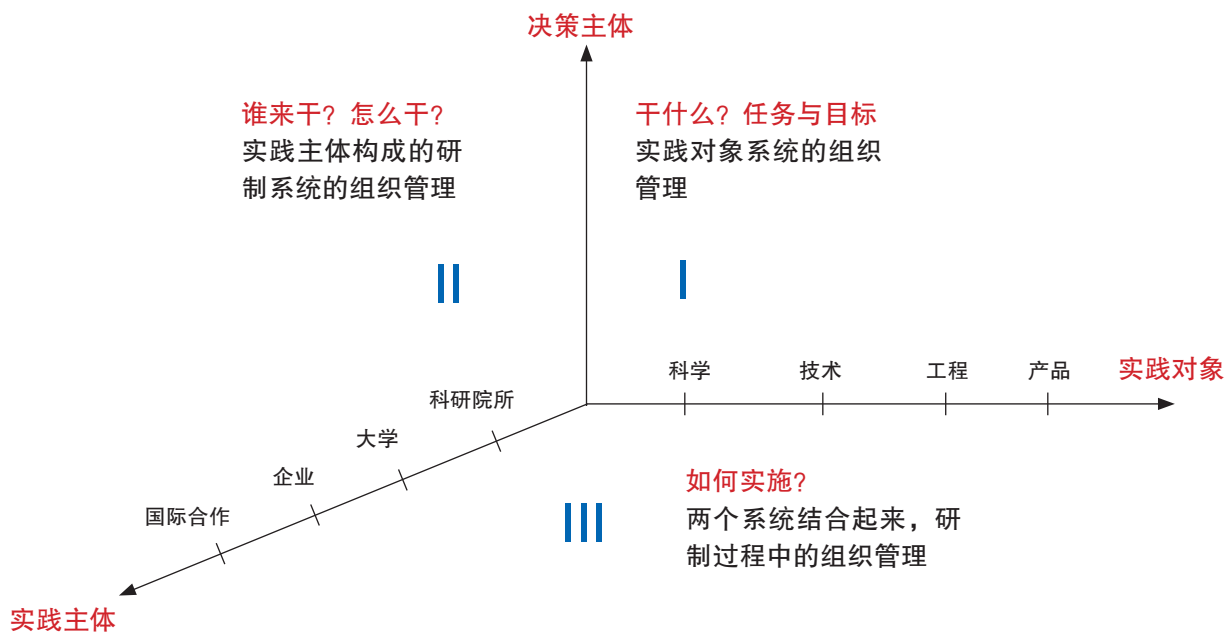 决策主体
谁来干？怎么干？
实践主体构成的研
制系统的组织管理
干什么？任务与目标
实践对象系统的组织
管理
II
I
科学
技术
工程
产品
实践对象
科研院所
大学
企业
国际合作
实践主体
III
如何实施？
两个系统结合起来，研
制过程中的组织管理